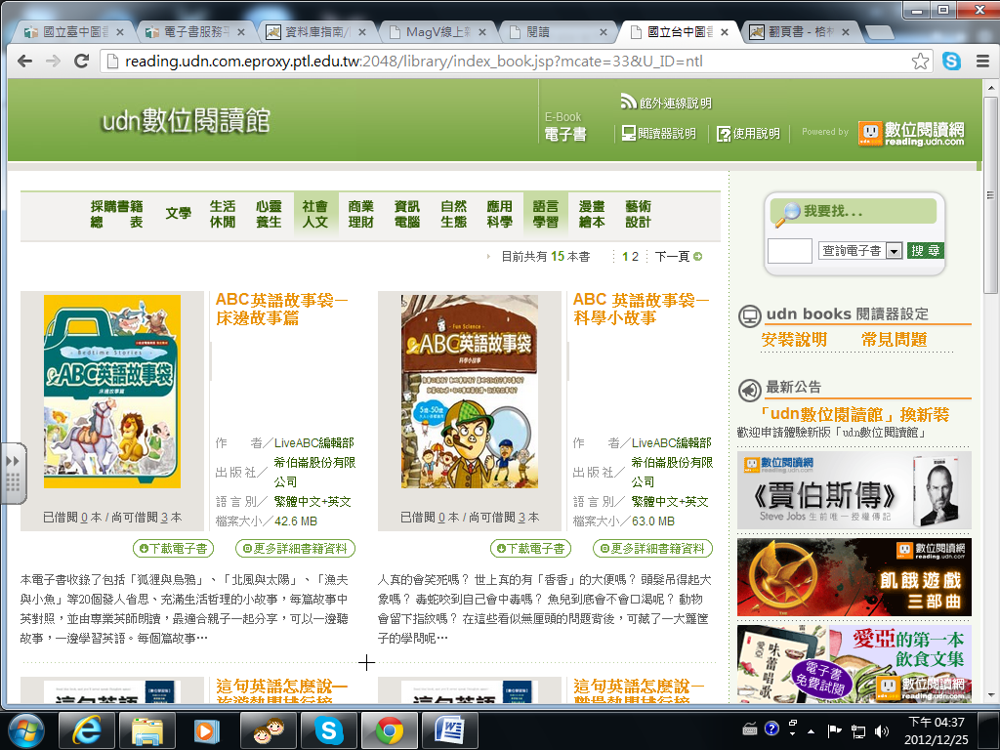 國立臺中圖書
電子書服務平
資料庫指南/
MagV線上雜
閱讀
國立台中圖書
翻頁書 - 格林
reading.udn.com.eproxy.ptl.edu.tw:2048/library/index_book.jsp?mcate=33&U_ID=ntl
udn數位閱讀館
E-Book
電子書
館外連線說明
閱讀器說明
使用說明
Powered by
數位閱讀網
reading.udn.com
採購書籍總表
文學
生活休閒
心靈養生
社會人文
商業理財
資訊電腦
自然生態
應用科學
語言學習
漫畫繪本
藝術設計
目前共有 15 本書
1 2
下一頁
ABC 英語故事袋—
床邊故事篇
Bedtime Stories
ABC英語故事袋
床邊故事篇
作 者／LiveABC編輯部
出 版 社／希伯崙股份有限
公司
語 言 別／繁體中文+英文
檔案大小／42.6 MB
已借閱 0 本 / 尚可借閱 3 本
下載電子書
更多詳細書籍資料
本電子書收錄了包括「狐狸與烏鴉」、「北風與太陽」、「漁夫
與小魚」等20個發人省思、充滿生活哲理的小故事，每篇故事中
英對照，並由專業英師朗讀，最適合親子一起分享，可以一邊聽
故事，一邊學習英語。每個篇故事…
ABC 英語故事袋—
科學小故事
Fun Science
ABC英語故事袋
科學小故事
作 者／LiveABC編輯部
出 版 社／希伯崙股份有限
公司
語 言 別／繁體中文+英文
檔案大小／63.0 MB
已借閱 0 本 / 尚可借閱 3 本
下載電子書
更多詳細書籍資料
人真的會笑死嗎？ 世上真的有「香香」的大便嗎？ 頭髮吊得起大
象嗎？ 毒蛇咬到自己會中毒嗎？ 魚兒到底會不會口渴呢？ 動物
會留下指紋嗎？ 在這些看似無厘頭的問題背後，可藏了一大籮筐
子的學問呢…
這句英語怎麼說—
這句英語怎麼說—
我要找...
查詢電子書
搜 尋
udn books 閱讀器設定
安裝說明
常見問題
最新公告
「udn數位閱讀館」換新裝
歡迎申請體驗新版「udn數位閱讀館」
數位閱讀網
reading.udn.com
《賈伯斯傳》
Steve Jobs 生前唯一授權傳記
數位閱讀網
reading.udn.com
飢餓遊戲
三部曲
味蕾唱歌
愛亞的第一本
飲食文集
電子書
免費試閱
數位閱讀網
reading.udn.com
下午 04:37
2012/12/25